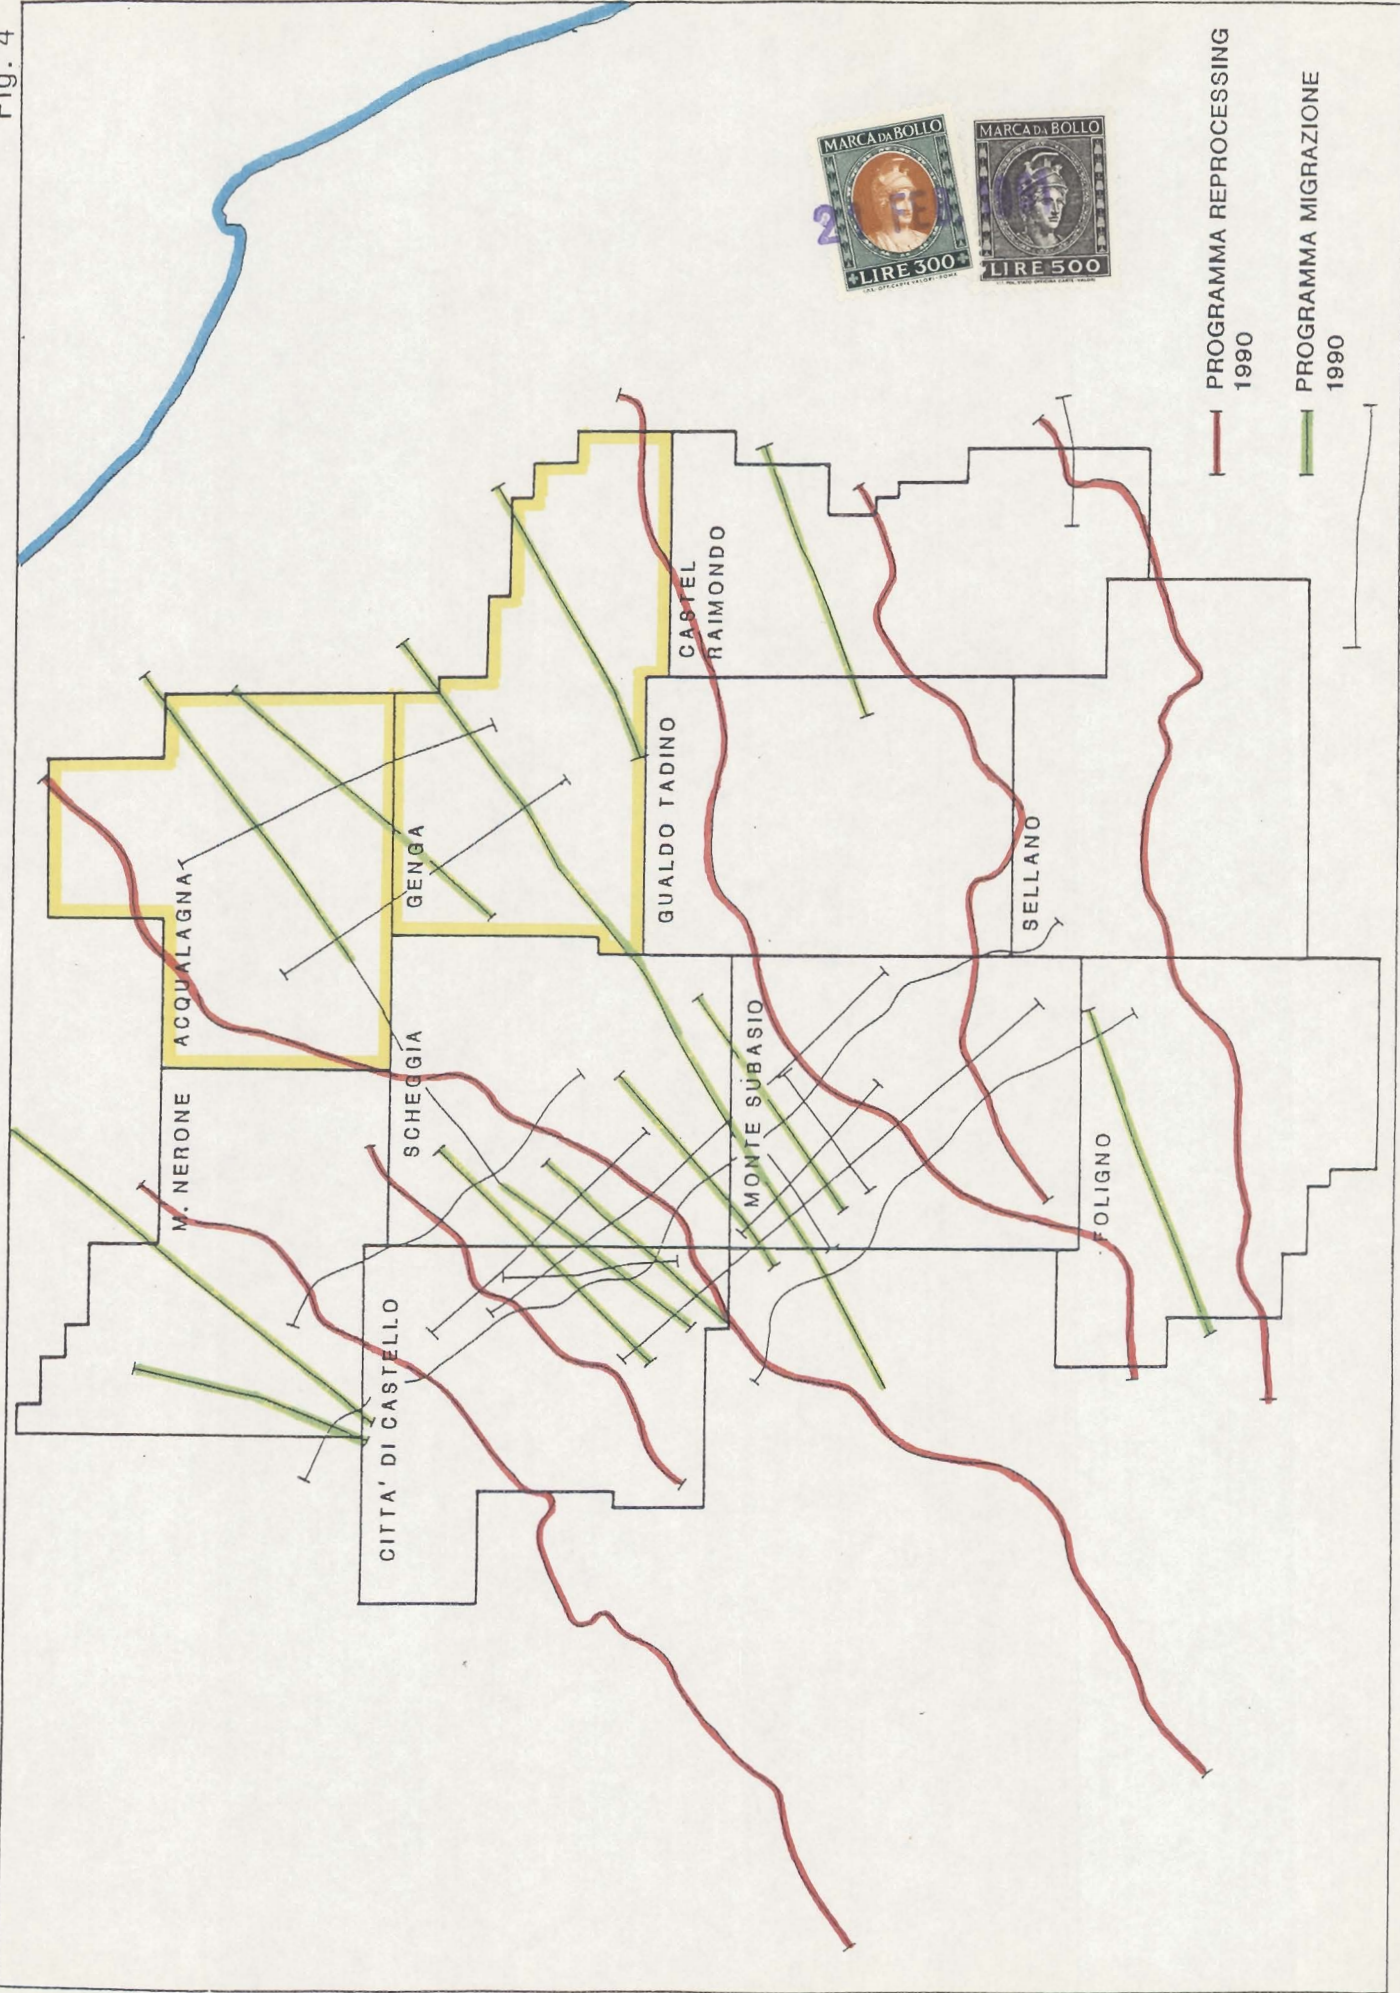 Fig. 4
M. NERONE
ACQUALAGNA
CITTA' DI CASTELLO
SCHEGGIA
GENGA
GUALDO TADINO
CASTEL
RAIMONDO
MONTE SUBASIO
SELLANO
FOLIGNO
MARCA DA BOLLO
LIRE 300
MARCA DA BOLLO
LIRE 500
PROGRAMMA REPROCESSING
1990
PROGRAMMA MIGRAZIONE
1990